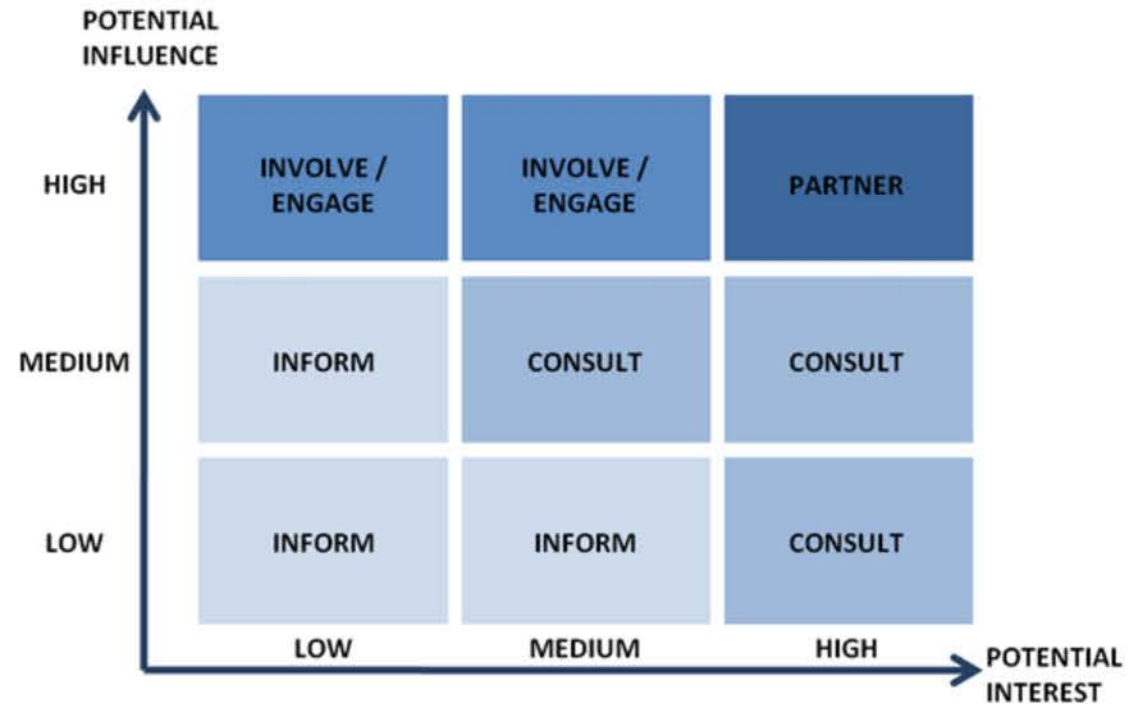 POTENTIAL
INFLUENCE
HIGH
INVOLVE /
ENGAGE
INVOLVE /
ENGAGE
PARTNER
MEDIUM
INFORM
CONSULT
CONSULT
LOW
INFORM
INFORM
CONSULT
LOW
MEDIUM
HIGH
POTENTIAL
INTEREST